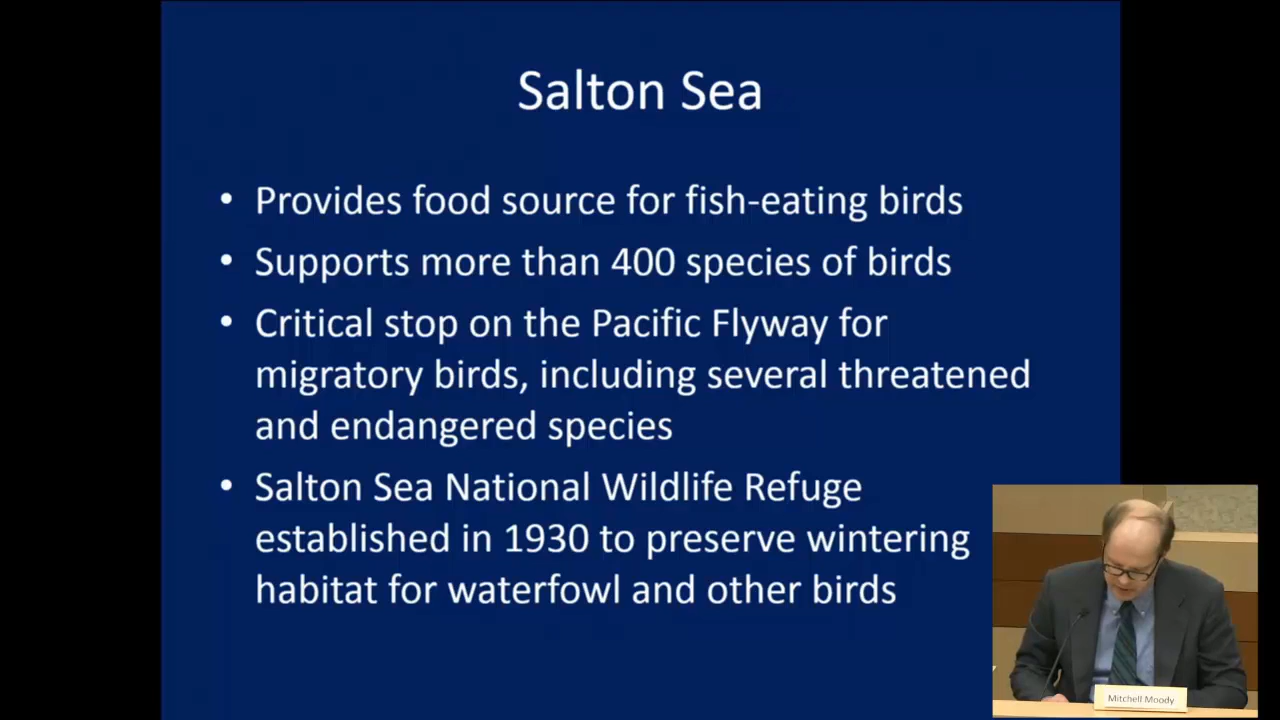 Salton Sea
• Provides food source for fish-eating birds
• Supports more than 400 species of birds
• Critical stop on the Pacific Flyway for
migratory birds, including several threatened
and endangered species
• Salton Sea National Wildlife Refuge
established in 1930 to preserve wintering
habitat for waterfowl and other birds
Mitchell Moody